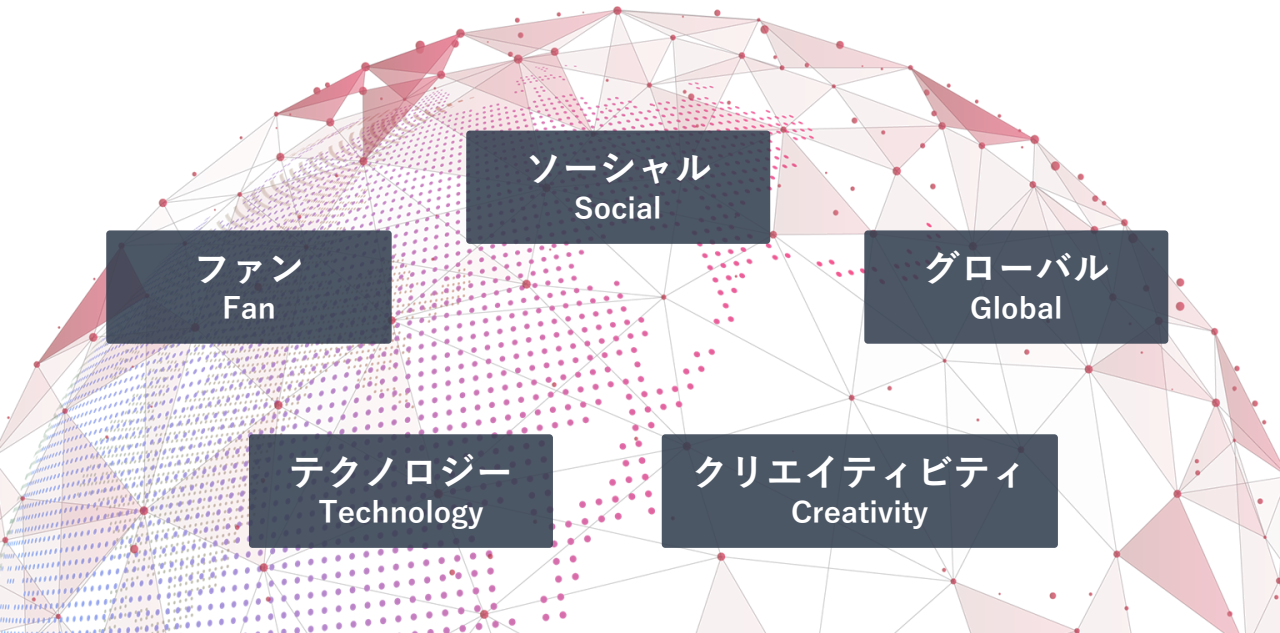 ソーシャル
Social
ファン
Fan
グローバル
Global
テクノロジー
Technology
クリエイティビティ
Creativity